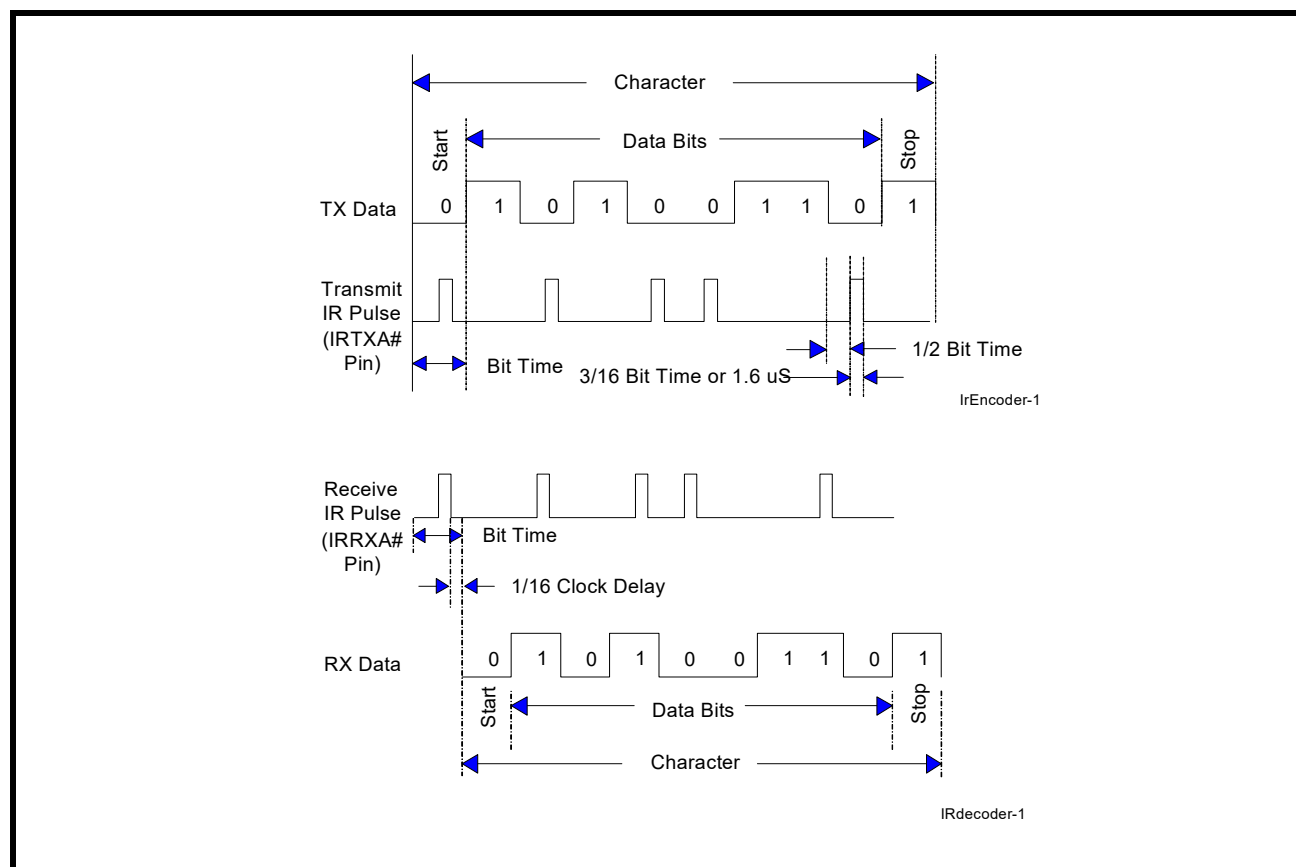 Character
Start
Data Bits
Stop
TX Data
0 1 0 1 0 0 1 1 0 1
Transmit
IR Pulse
(IRTXA#
Pin)
Bit Time
1/2 Bit Time
3/16 Bit Time or 1.6 uS
IrEncoder-1
Receive
IR Pulse
(IRRXA#
Pin)
Bit Time
1/16 Clock Delay
RX Data
0 1 0 1 0 0 1 1 0 1
Start
Data Bits
Stop
Character
IRdecoder-1